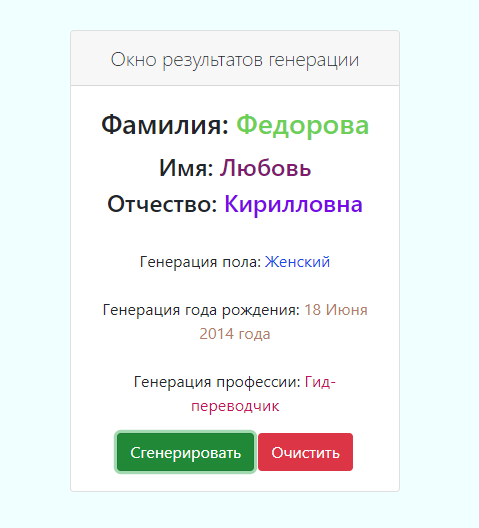 Окно результатов генерации
Фамилия: Федорова
Имя: Любовь
Отчество: Кирилловна
Генерация пола: Женский
Генерация года рождения: 18 Июня
2014 года
Генерация профессии: Гид-
переводчик
Сгенерировать Очистить